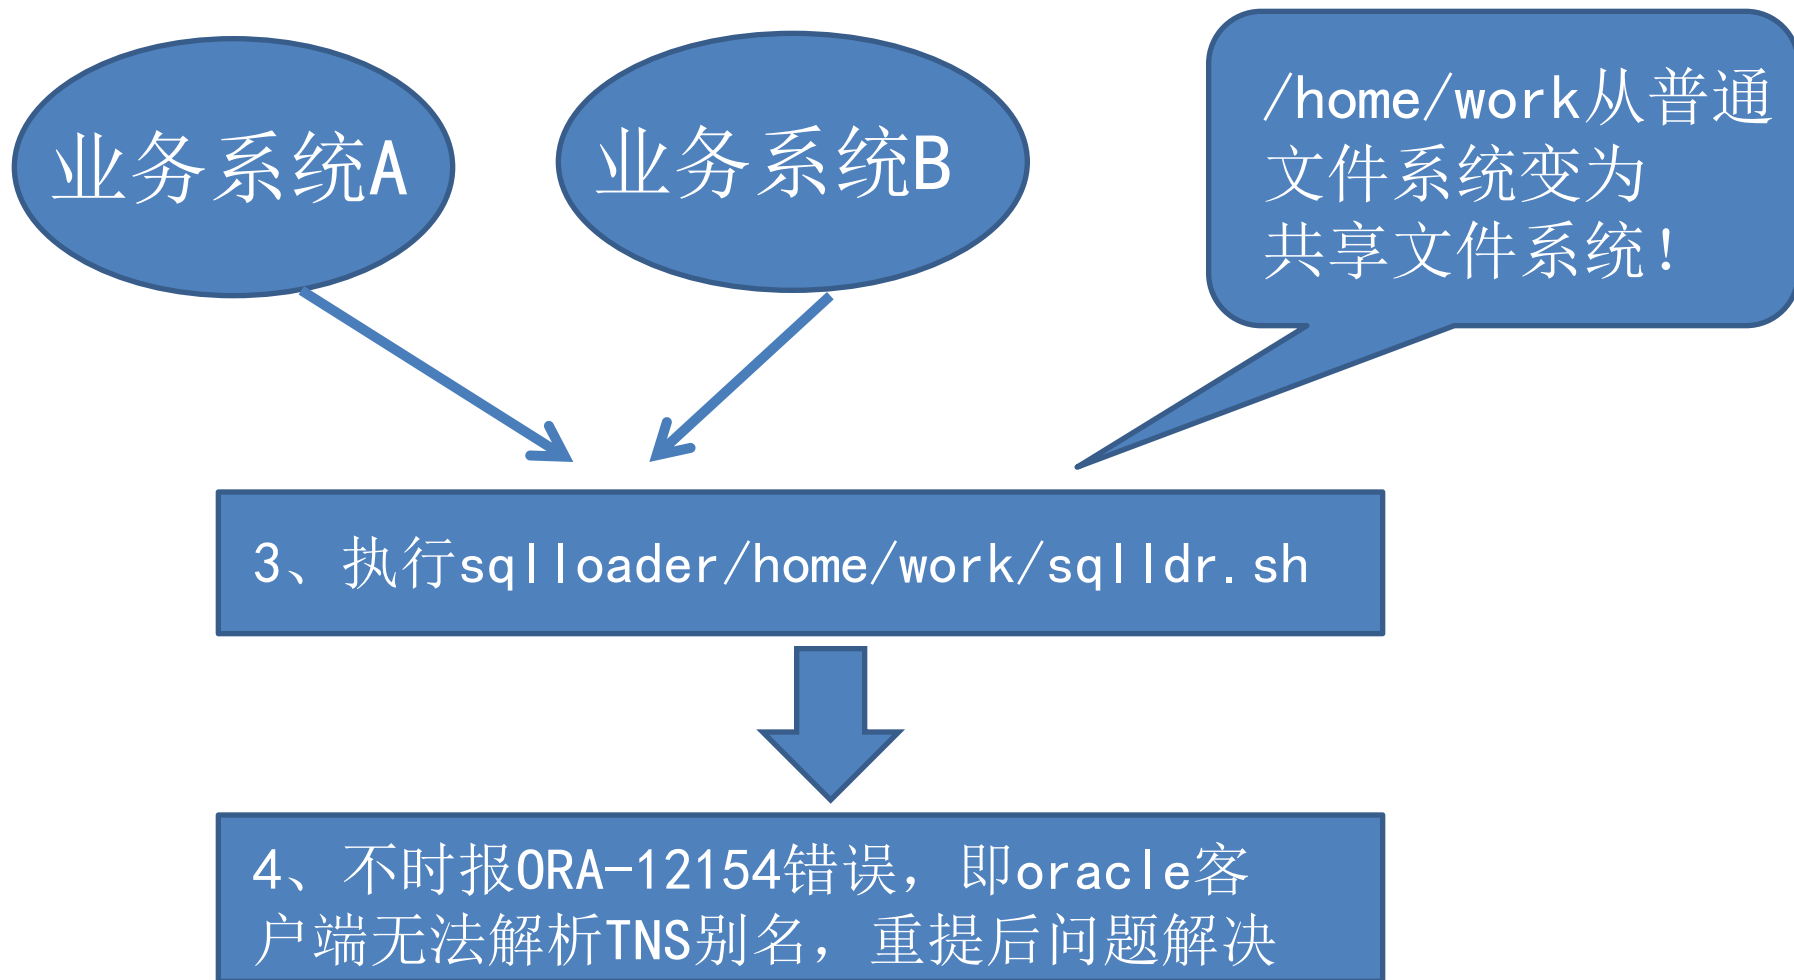 业务系统A
业务系统B
/home/work从普通
文件系统变为
共享文件系统!
3、执行sqlloader/home/work/sqlldr.sh
4、不时报ORA-12154错误, 即oracle客
户端无法解析TNS别名, 重提后问题解决